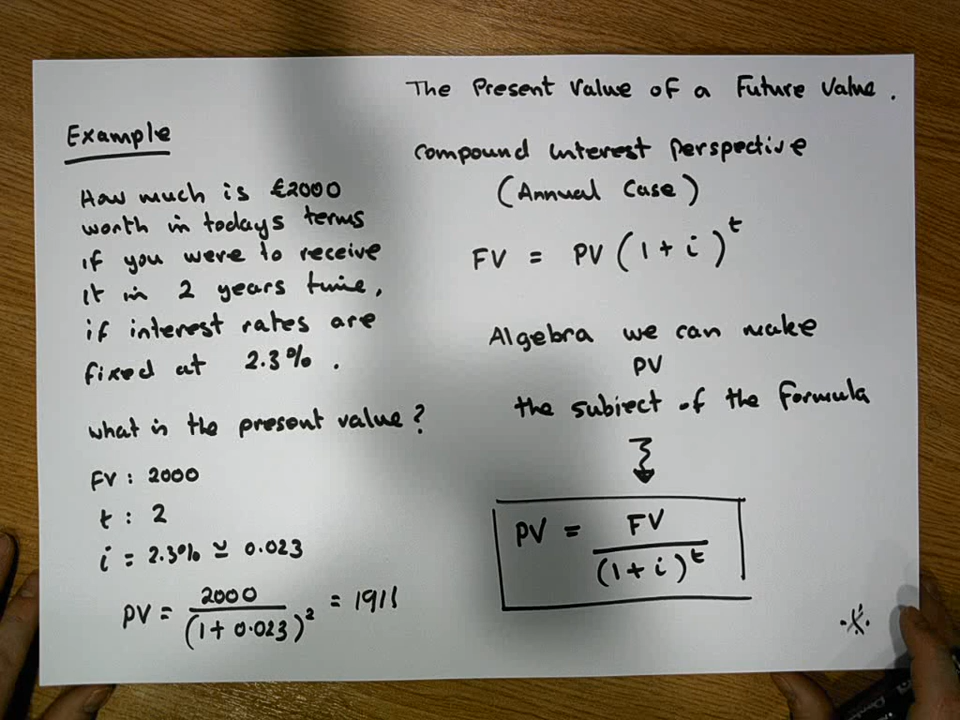 The Present Value of a Future Value.
Compound Interest perspective
(Annual Case)
FV = PV (1 + i)^t
Algebra we can make
PV
the subject of the formula
PV = FV
(1 + i)^t
Example
How much is £2000
worth in todays terms
if you were to receive
it in 2 years time,
if interest rates are
fixed at 2.3%.
what is the present value?
FV : 2000
t : 2
i = 2.3% ≃ 0.023
PV = 2000 = 1911
(1 + 0.023)^2